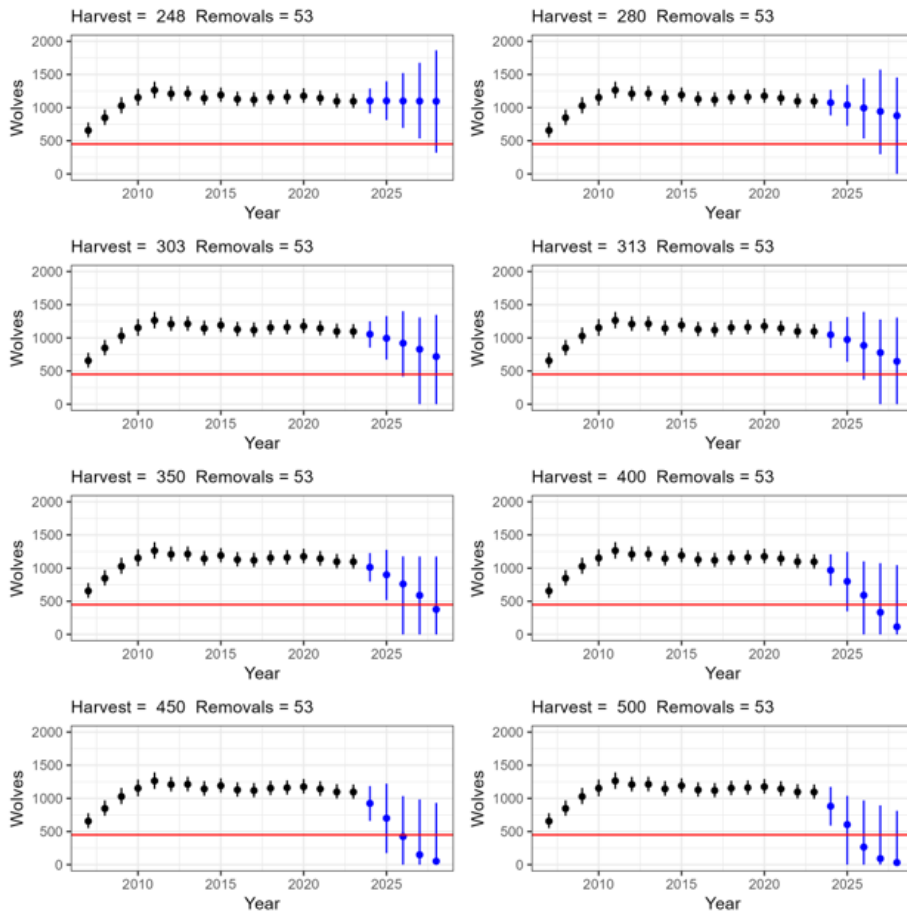 Harvest =  248  Removals = 53
2000
1500
1000
500
0
Wolves
2010 2015 2020 2025
Year
Harvest =  280  Removals = 53
2000
1500
1000
500
0
Wolves
2010 2015 2020 2025
Year
Harvest =  303  Removals = 53
2000
1500
1000
500
0
Wolves
2010 2015 2020 2025
Year
Harvest =  313  Removals = 53
2000
1500
1000
500
0
Wolves
2010 2015 2020 2025
Year
Harvest =  350  Removals = 53
2000
1500
1000
500
0
Wolves
2010 2015 2020 2025
Year
Harvest =  400  Removals = 53
2000
1500
1000
500
0
Wolves
2010 2015 2020 2025
Year
Harvest =  450  Removals = 53
2000
1500
1000
500
0
Wolves
2010 2015 2020 2025
Year
Harvest =  500  Removals = 53
2000
1500
1000
500
0
Wolves
2010 2015 2020 2025
Year